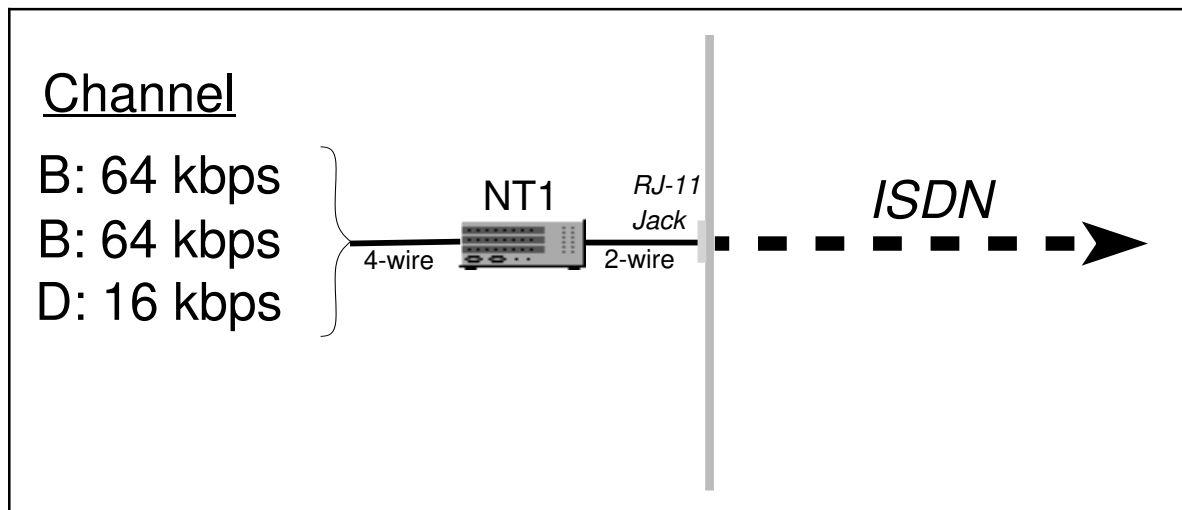 Channel
B: 64 kbps
B: 64 kbps
D: 16 kbps
4-wire
NT1
2-wire
RJ-11
Jack
ISDN